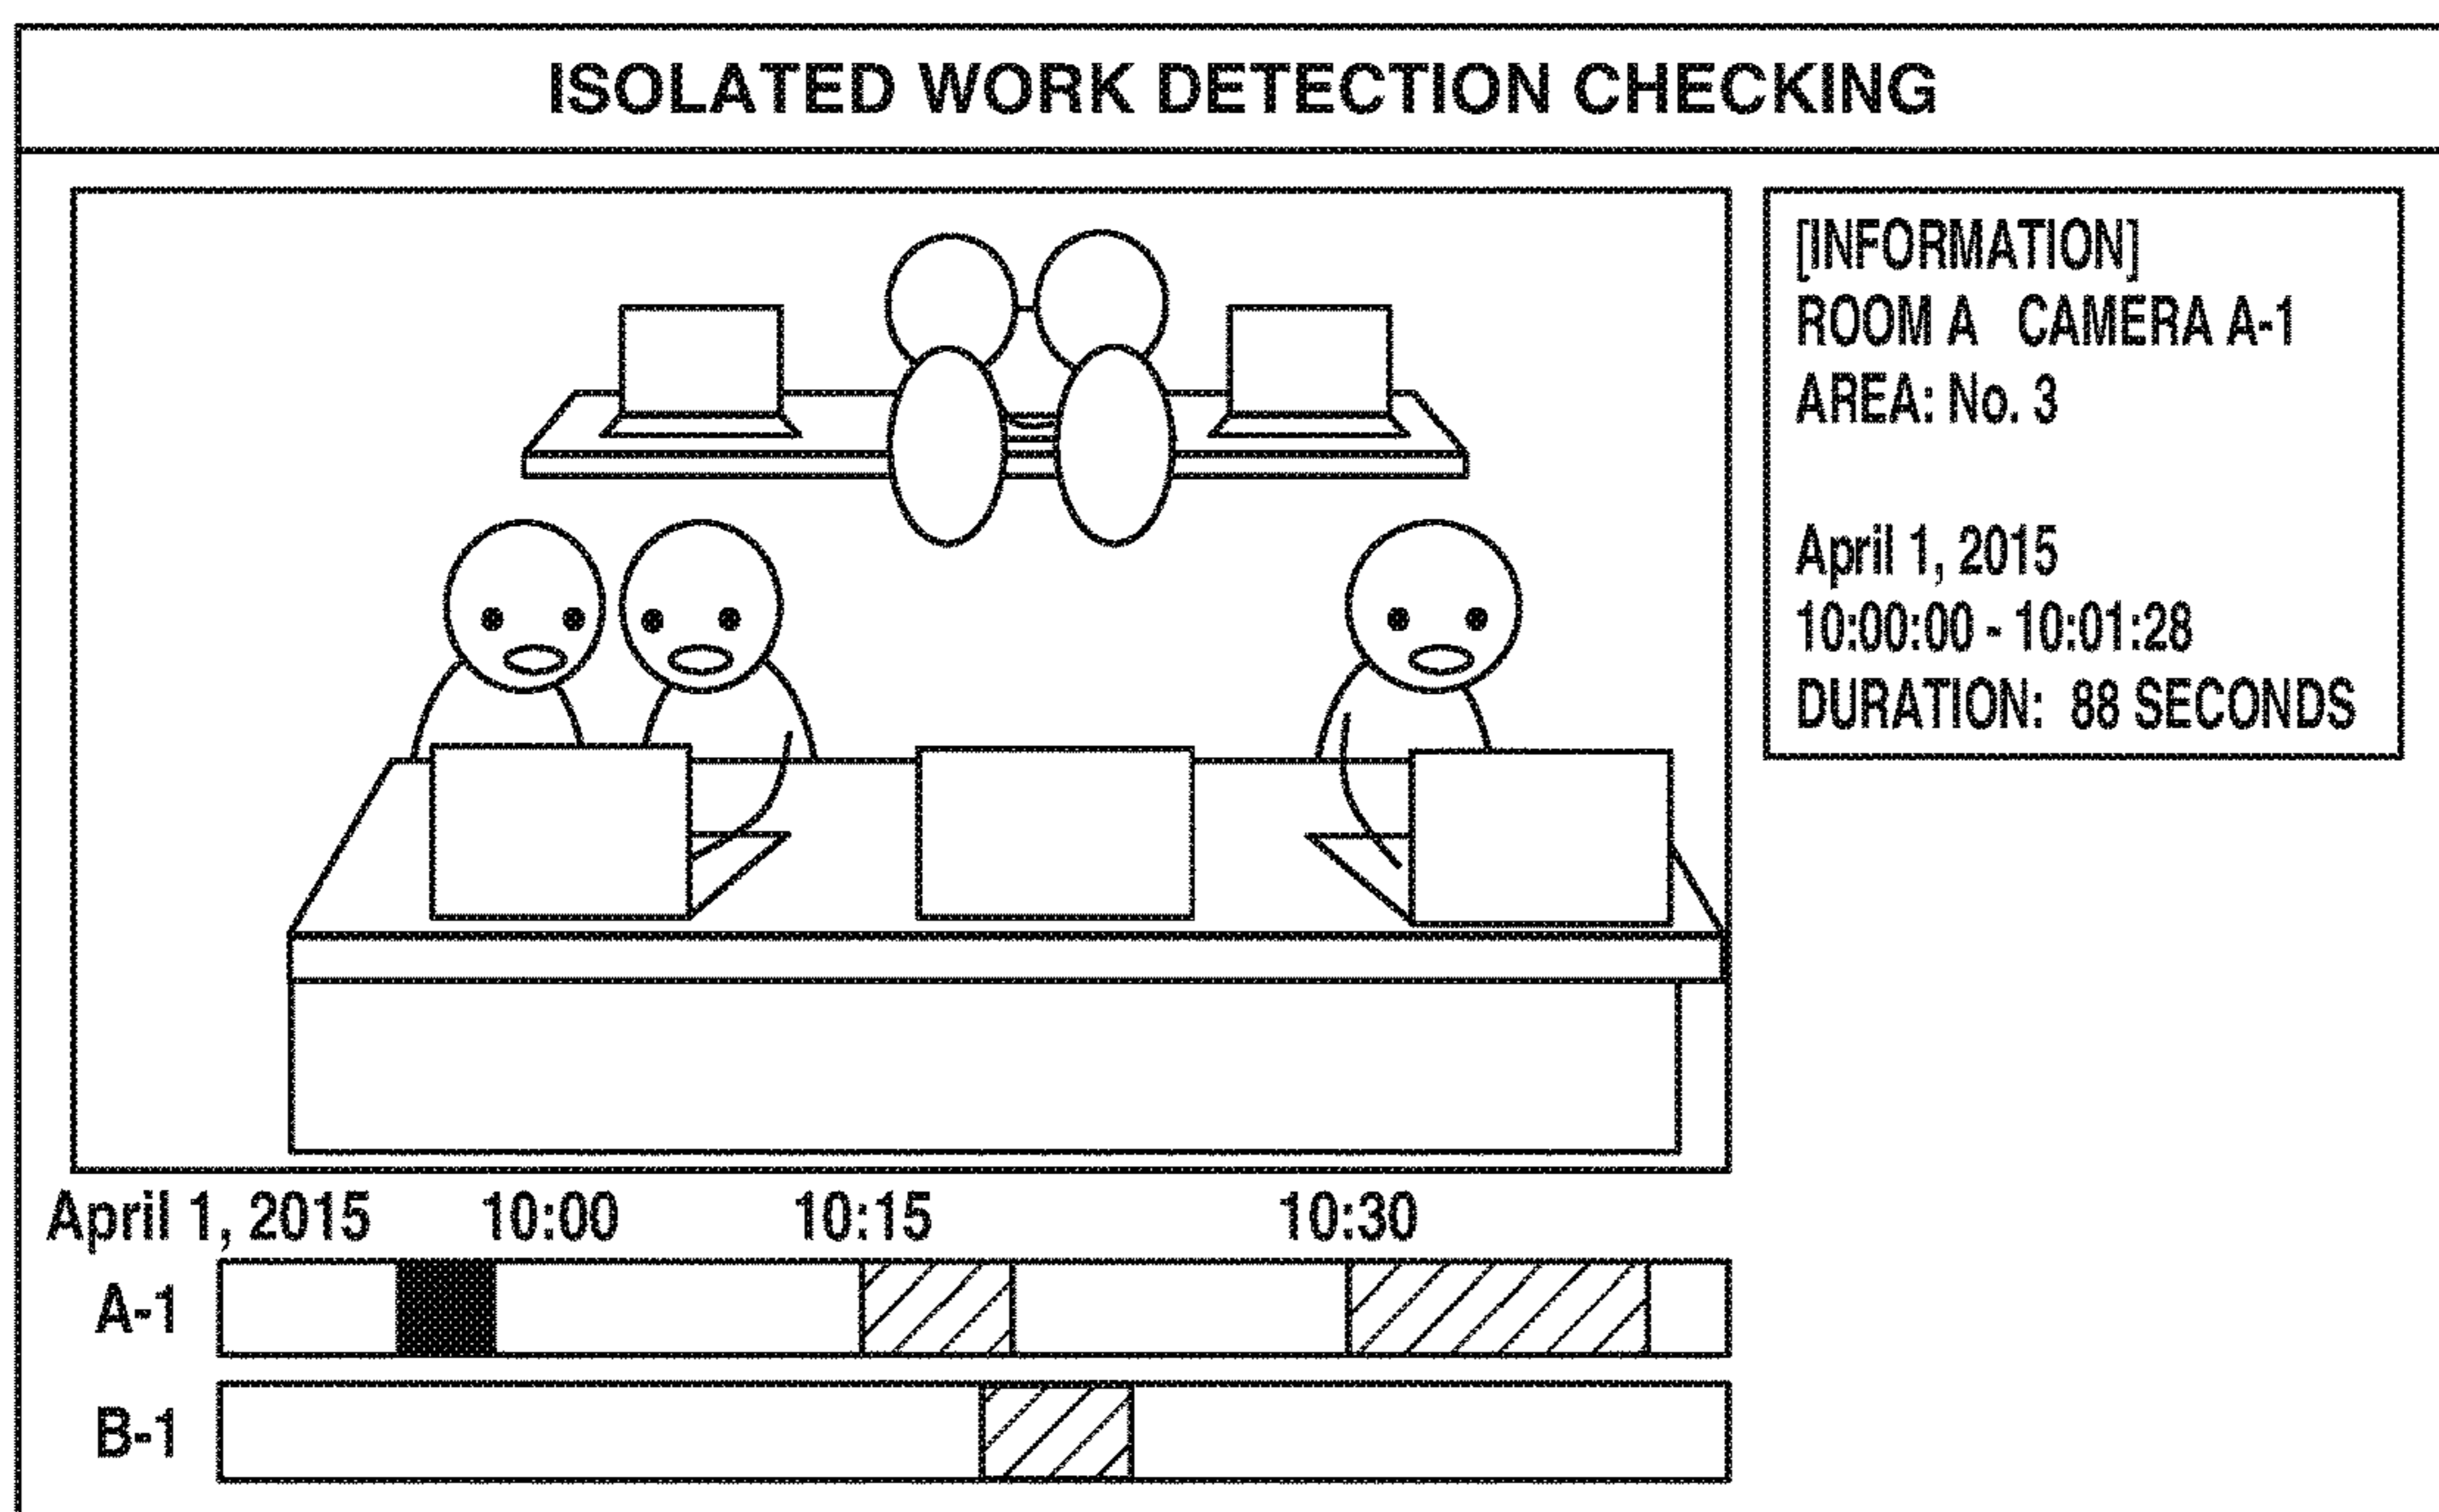 ISOLATED WORK DETECTION CHECKING
[INFORMATION]
ROOM A CAMERA A-1
AREA: No. 3
April 1, 2015
10:00:00 - 10:01:28
DURATION: 88 SECONDS
April 1, 2015 10:00 10:15 10:30
A-1
B-1